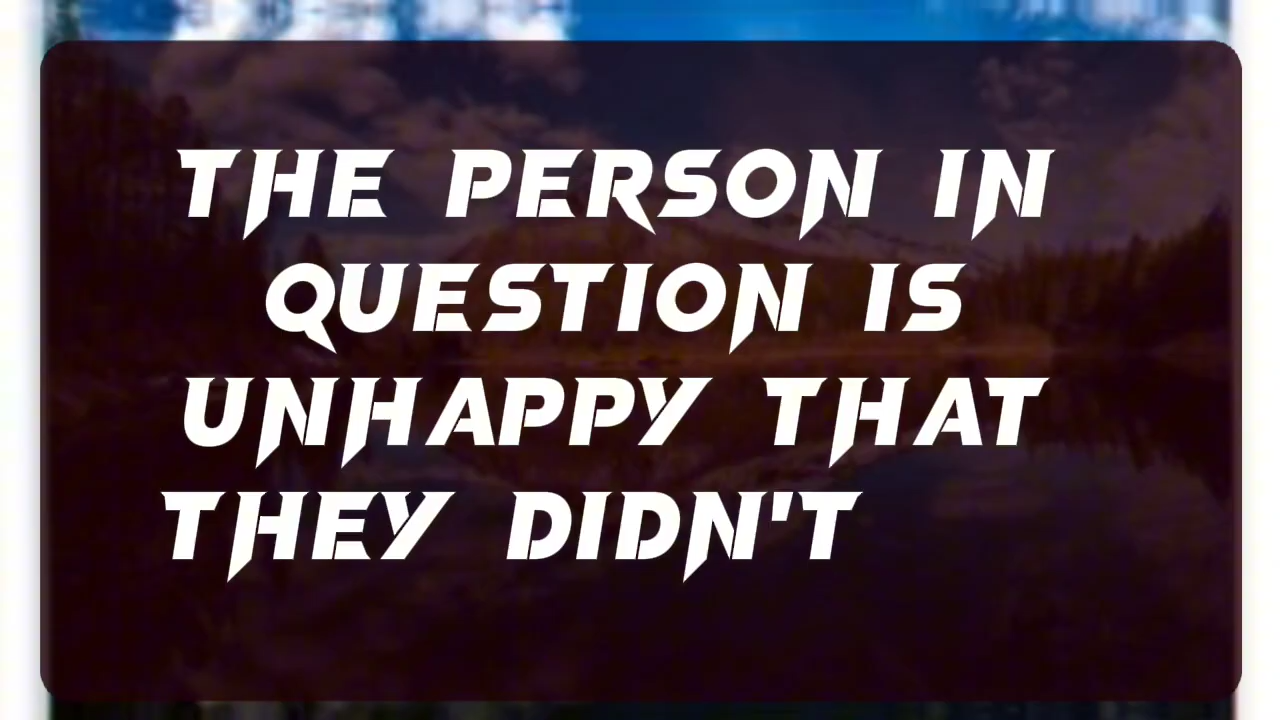 THE PERSON IN
QUESTION IS
UNHAPPY THAT
THEY DIDN'T